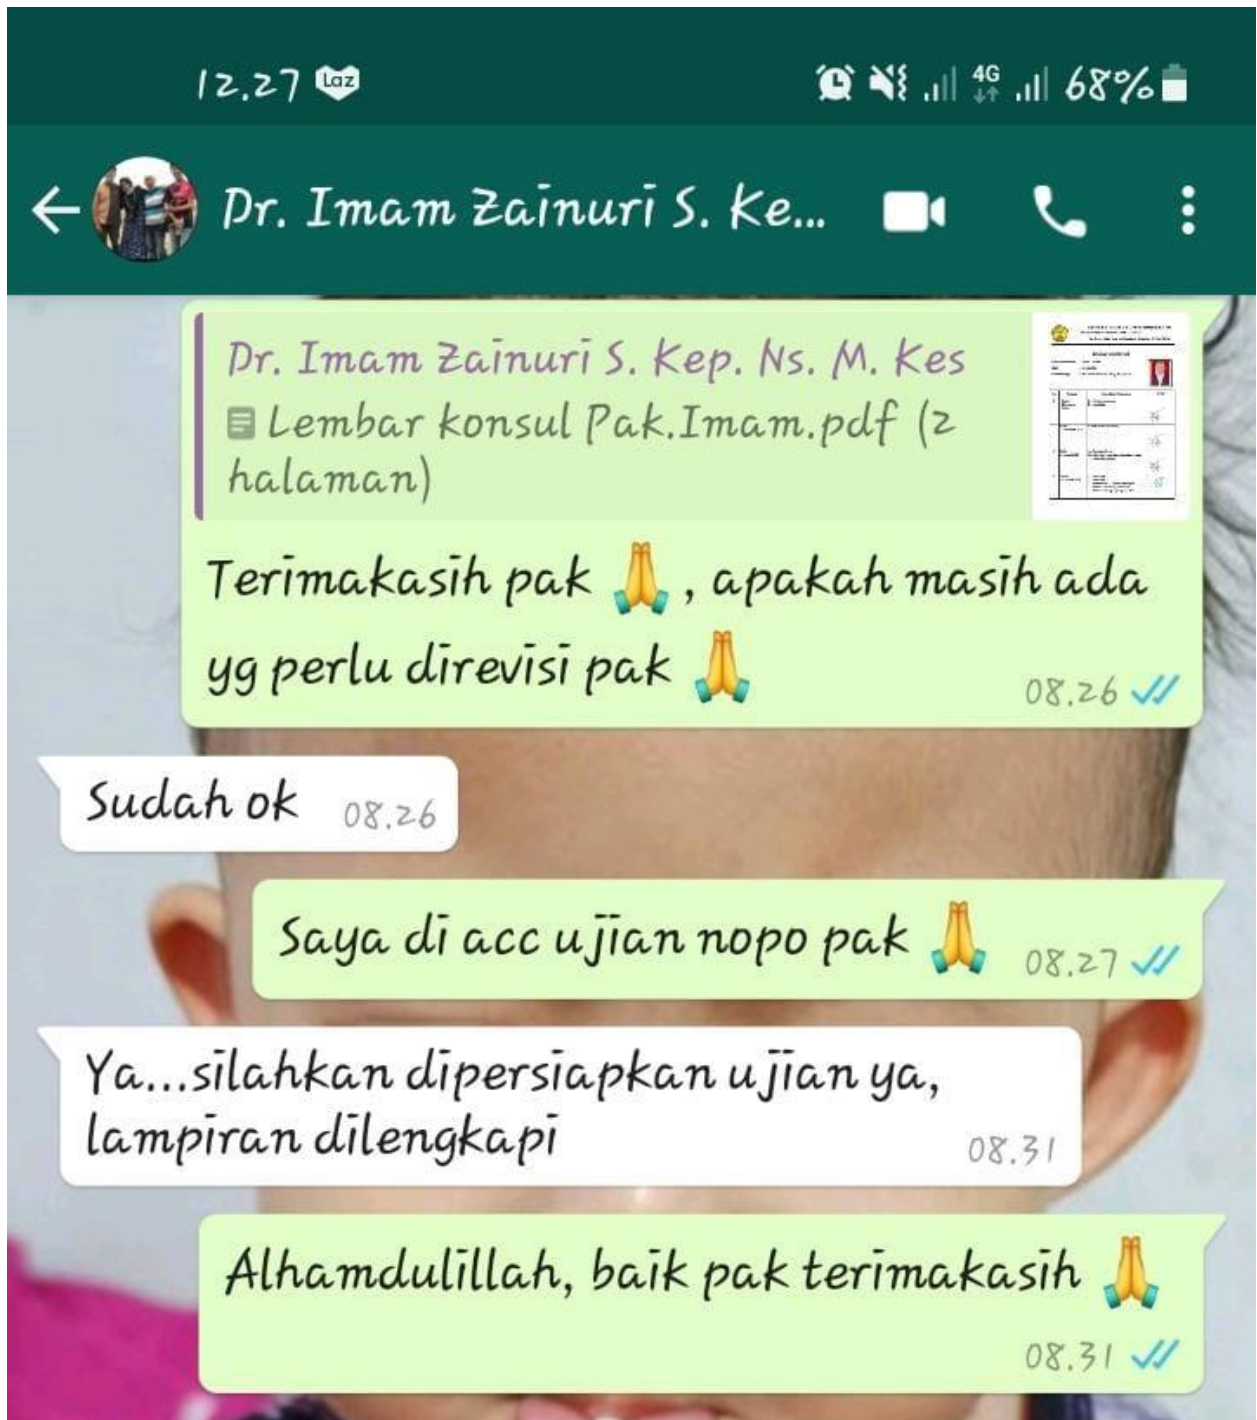 12.27 Laz 4G 68%
Dr. Imam Zainuri S. Ke...
Dr. Imam Zainuri S. Kep. Ns. M. Kes
Lembar konsul Pak.Imam.pdf (2
halaman)
Terimakasih pak 🙏, apakah masih ada
yg perlu direvisi pak 🙏
08.26
Sudah ok 08.26
Saya di acc ujian nopo pak 🙏 08.27
Ya...silahkan dipersiapkan ujian ya,
lampiran dilengkapi
08.31
Alhamdulillah, baik pak terimakasih 🙏
08.31